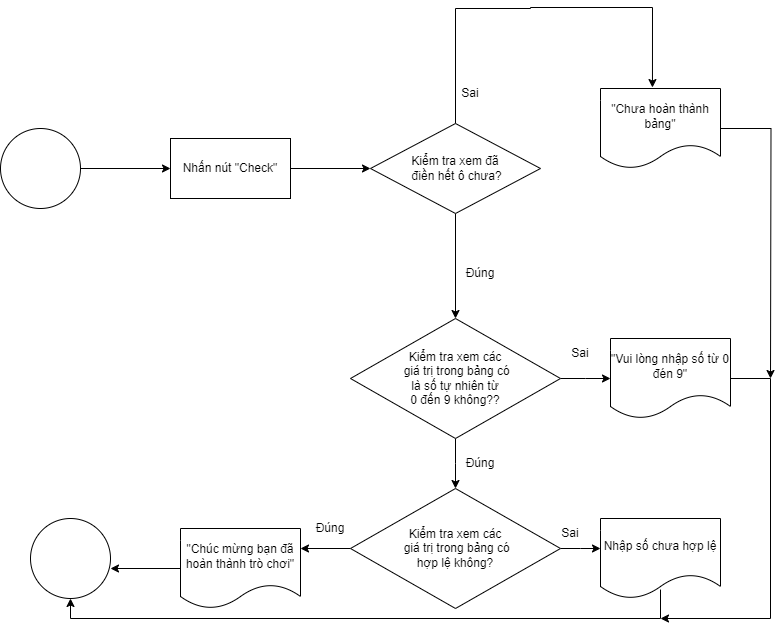 Sai
"Chưa hoàn thành
bảng"
Nhấn nút "Check"
Kiểm tra xem đã
điền hết ô chưa?
Đúng
Kiểm tra xem các
giá trị trong bảng có
là số tự nhiên từ
0 đến 9 không??
Sai
"Vui lòng nhập số từ 0
đến 9"
Đúng
Đúng
"Chúc mừng bạn đã
hoàn thành trò chơi"
Kiểm tra xem các
giá trị trong bảng có
hợp lệ không?
Sai
Nhập số chưa hợp lệ